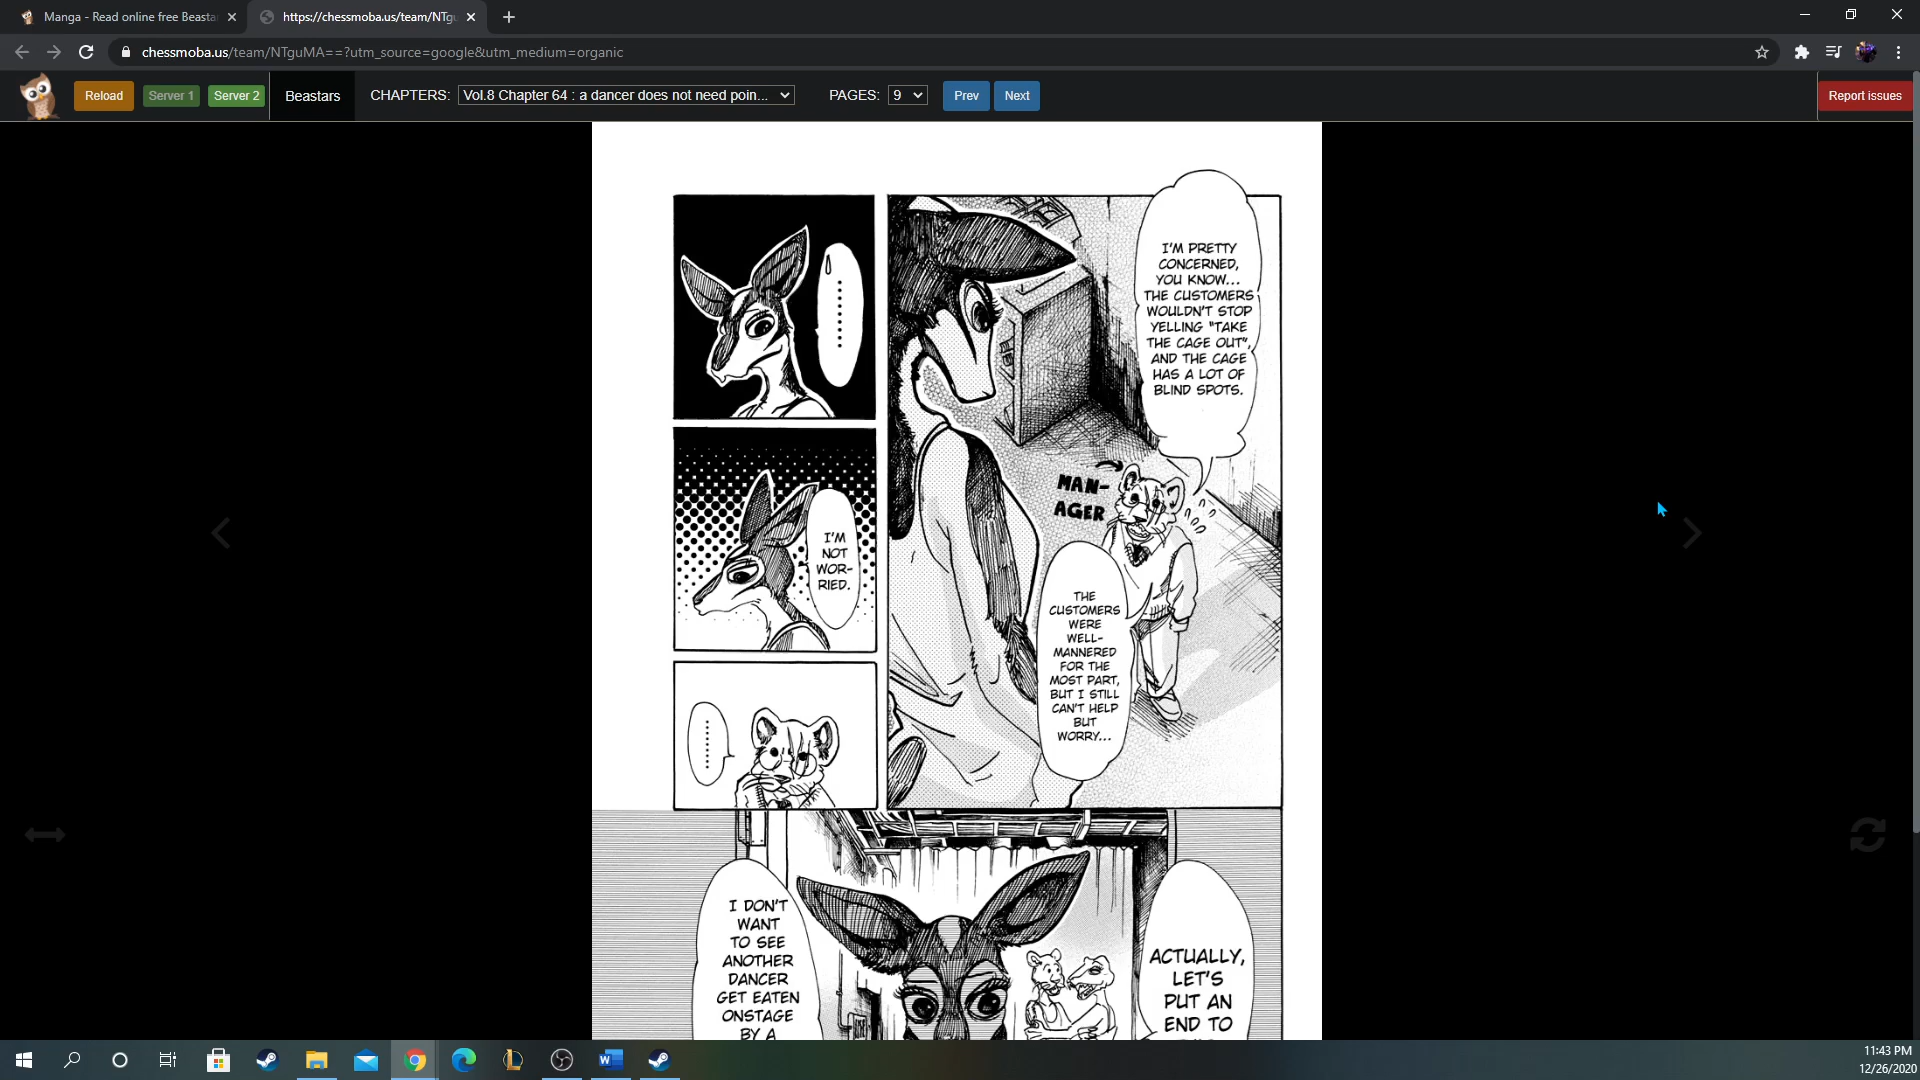 Manga - Read online free Beasta
https://chessmoba.us/team/NTgu
chessmoba.us/team/NTguMA==?utm_source=google&utm_medium=organic
Reload
Server 1
Server 2
Beastars
CHAPTERS:
Vol.8 Chapter 64 : a dancer does not need poin...
PAGES:
9
Prev
Next
Report issues
I'M PRETTY
CONCERNED,
YOU KNOW...
THE CUSTOMERS
WOULDN'T STOP
YELLING "TAKE
THE CAGE OUT",
AND THE CAGE
HAS A LOT OF
BLIND SPOTS.
MAN-
AGER
THE
CUSTOMERS
WERE
WELL-
MANNERED
FOR THE
MOST PART,
BUT I STILL
CAN'T HELP
BUT
WORRY...
..........
I'M
NOT
WOR-
RIED.
..........
ACTUALLY,
LET'S
PUT AN
END TO
I DON'T
WANT
TO SEE
ANOTHER
DANCER
GET EATEN
ONSTAGE
BY A
11:43 PM
12/26/2020